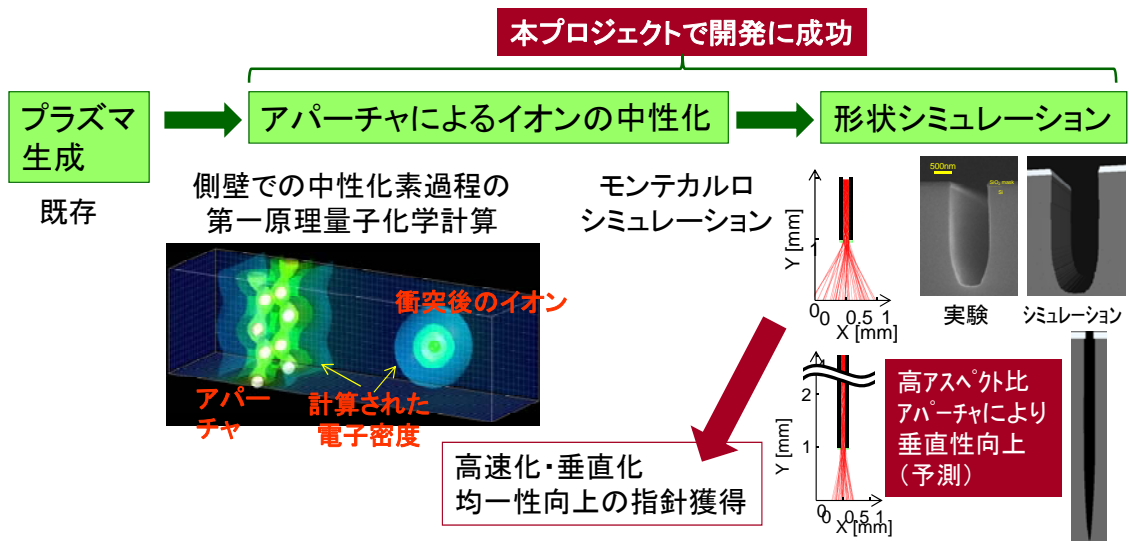 本プロジェクトで開発に成功
プラズマ
生成
アパーチャによるイオンの中性化
形状シミュレーション
既存
側壁での中性化素過程の
第一原理量子化学計算
衝突後のイオン
アパー
チャ
計算された
電子密度
モンテカルロ
シミュレーション
Y [mm]
1
0
0 0.5 1
X [mm]
500nm
SiO₂ mask
Si
実験
シミュレーション
Y [mm]
2
1
0
0 0.5 1
X [mm]
高アスペクト比
アパーチャにより
垂直性向上
（予測）
高速化・垂直化
均一性向上の指針獲得